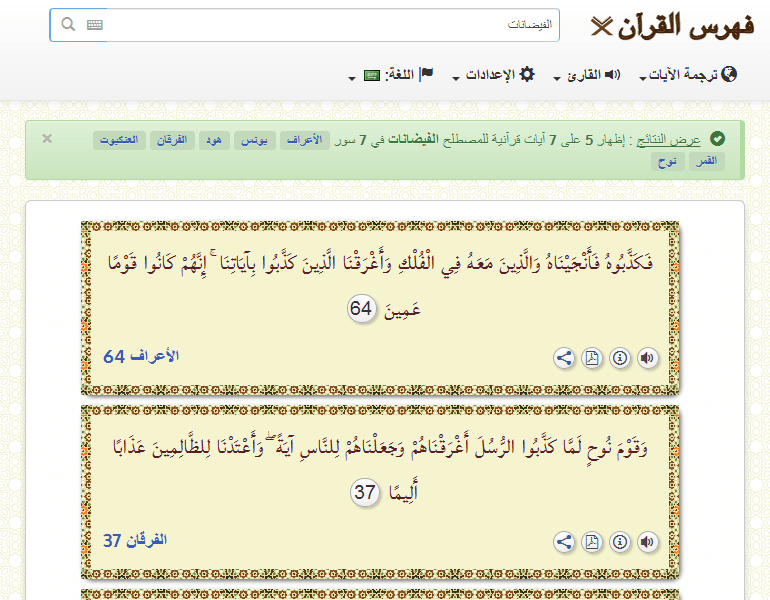 فهرس القرآن
الفيضانات
ترجمة الآيات القارئ الإعدادات اللغة:
عرض النتائج : إظهار 5 على 7 آيات قرآنية للمصطلح الفيضانات في 7 سور الأعراف يونس هود الفرقان العنكبوت
القمر نوح
×
فَكَذَّبُوهُ فَأَنْجَيْنَاهُ وَالَّذِينَ مَعَهُ فِي الْفُلْكِ وَأَغْرَقْنَا الَّذِينَ كَذَّبُوا بِآيَاتِنَا ۚ إِنَّهُمْ كَانُوا قَوْمًا
عَمِينَ 64
الأعراف 64
وَقَوْمَ نُوحٍ لَمَّا كَذَّبُوا الرُّسُلَ أَغْرَقْنَاهُمْ وَجَعَلْنَاهُمْ لِلنَّاسِ آيَةً ۖ وَأَعْتَدْنَا لِلظَّالِمِينَ عَذَابًا
أَلِيمًا 37
الفرقان 37